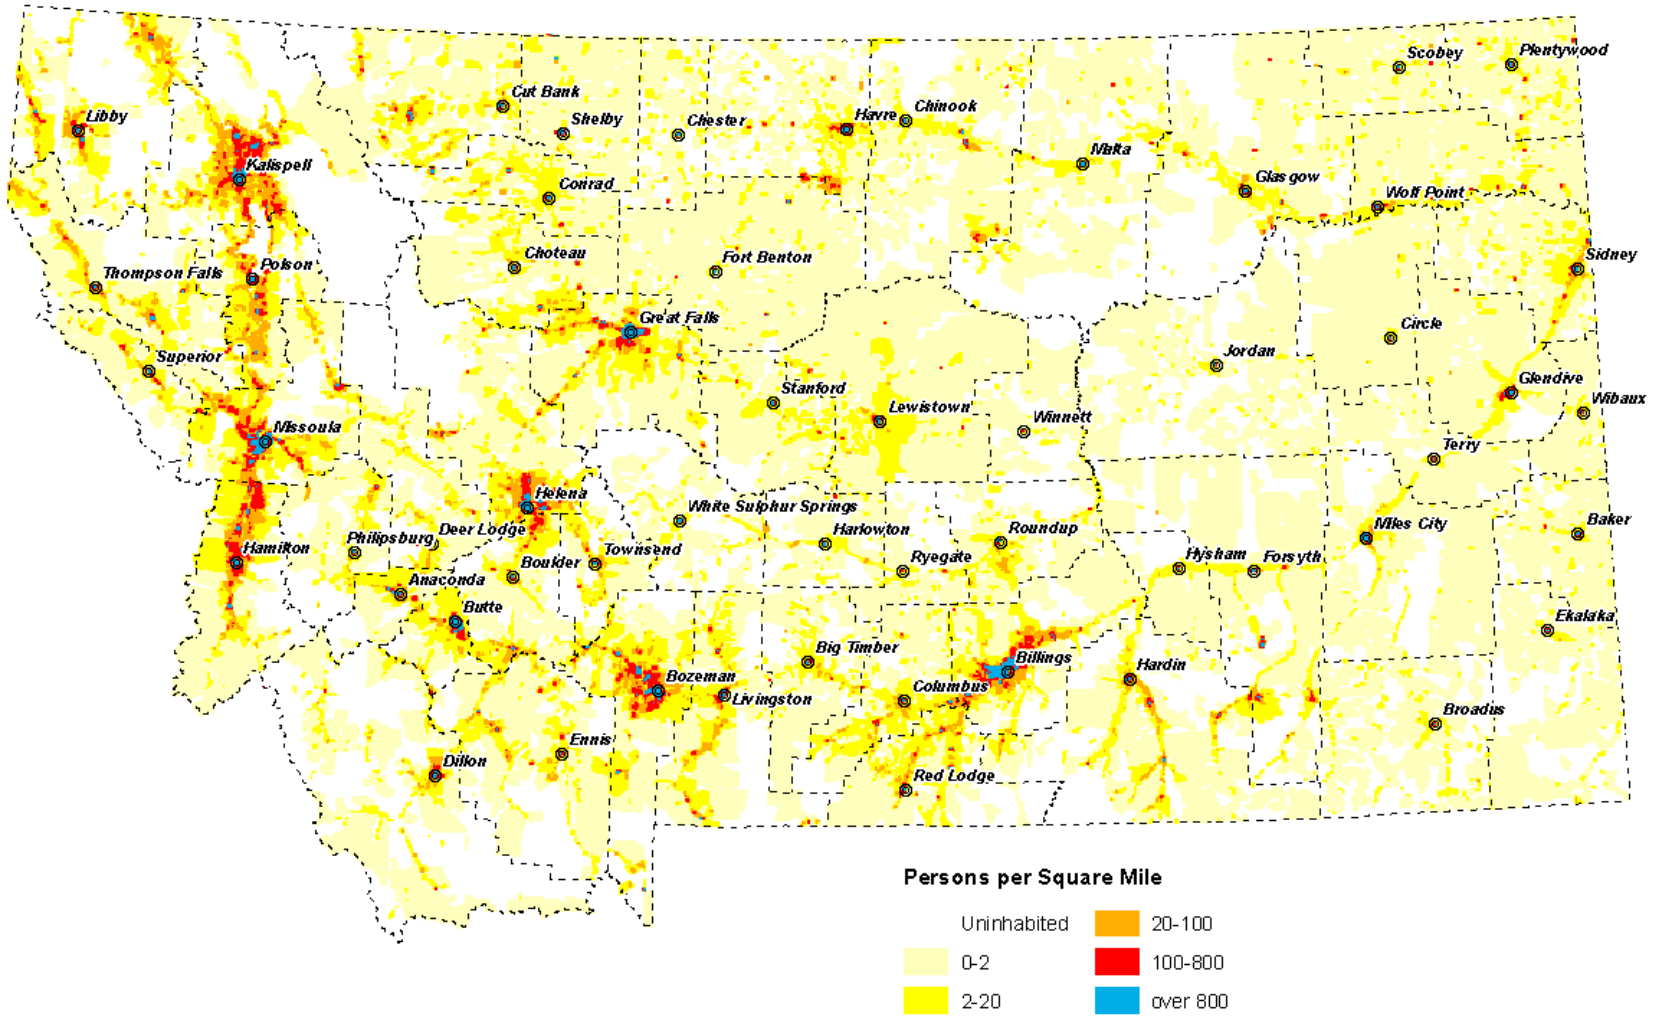 Scobey
Plentywood
Cut Bank
Libby
Shelby
Chester
Havre
Chinook
Malta
Kalispell
Conrad
Glasgow
Wolf Point
Choteau
Fort Benton
Sidney
Thompson Falls
Polson
Great Falls
Circle
Superior
Jordan
Stanford
Glendive
Lewistown
Winnett
Wibaux
Missoula
Terry
Helena
White Sulphur Springs
Deer Lodge
Harlowton
Roundup
Miles City
Baker
Philipsburg
Hamilton
Townsend
Ryegate
Hysham
Forsyth
Boulder
Anaconda
Butte
Ekalaka
Big Timber
Billings
Hardin
Bozeman
Livingston
Columbus
Broadus
Ennis
Dillon
Red Lodge
Persons per Square Mile
Uninhabited
0-2
2-20
20-100
100-800
over 800